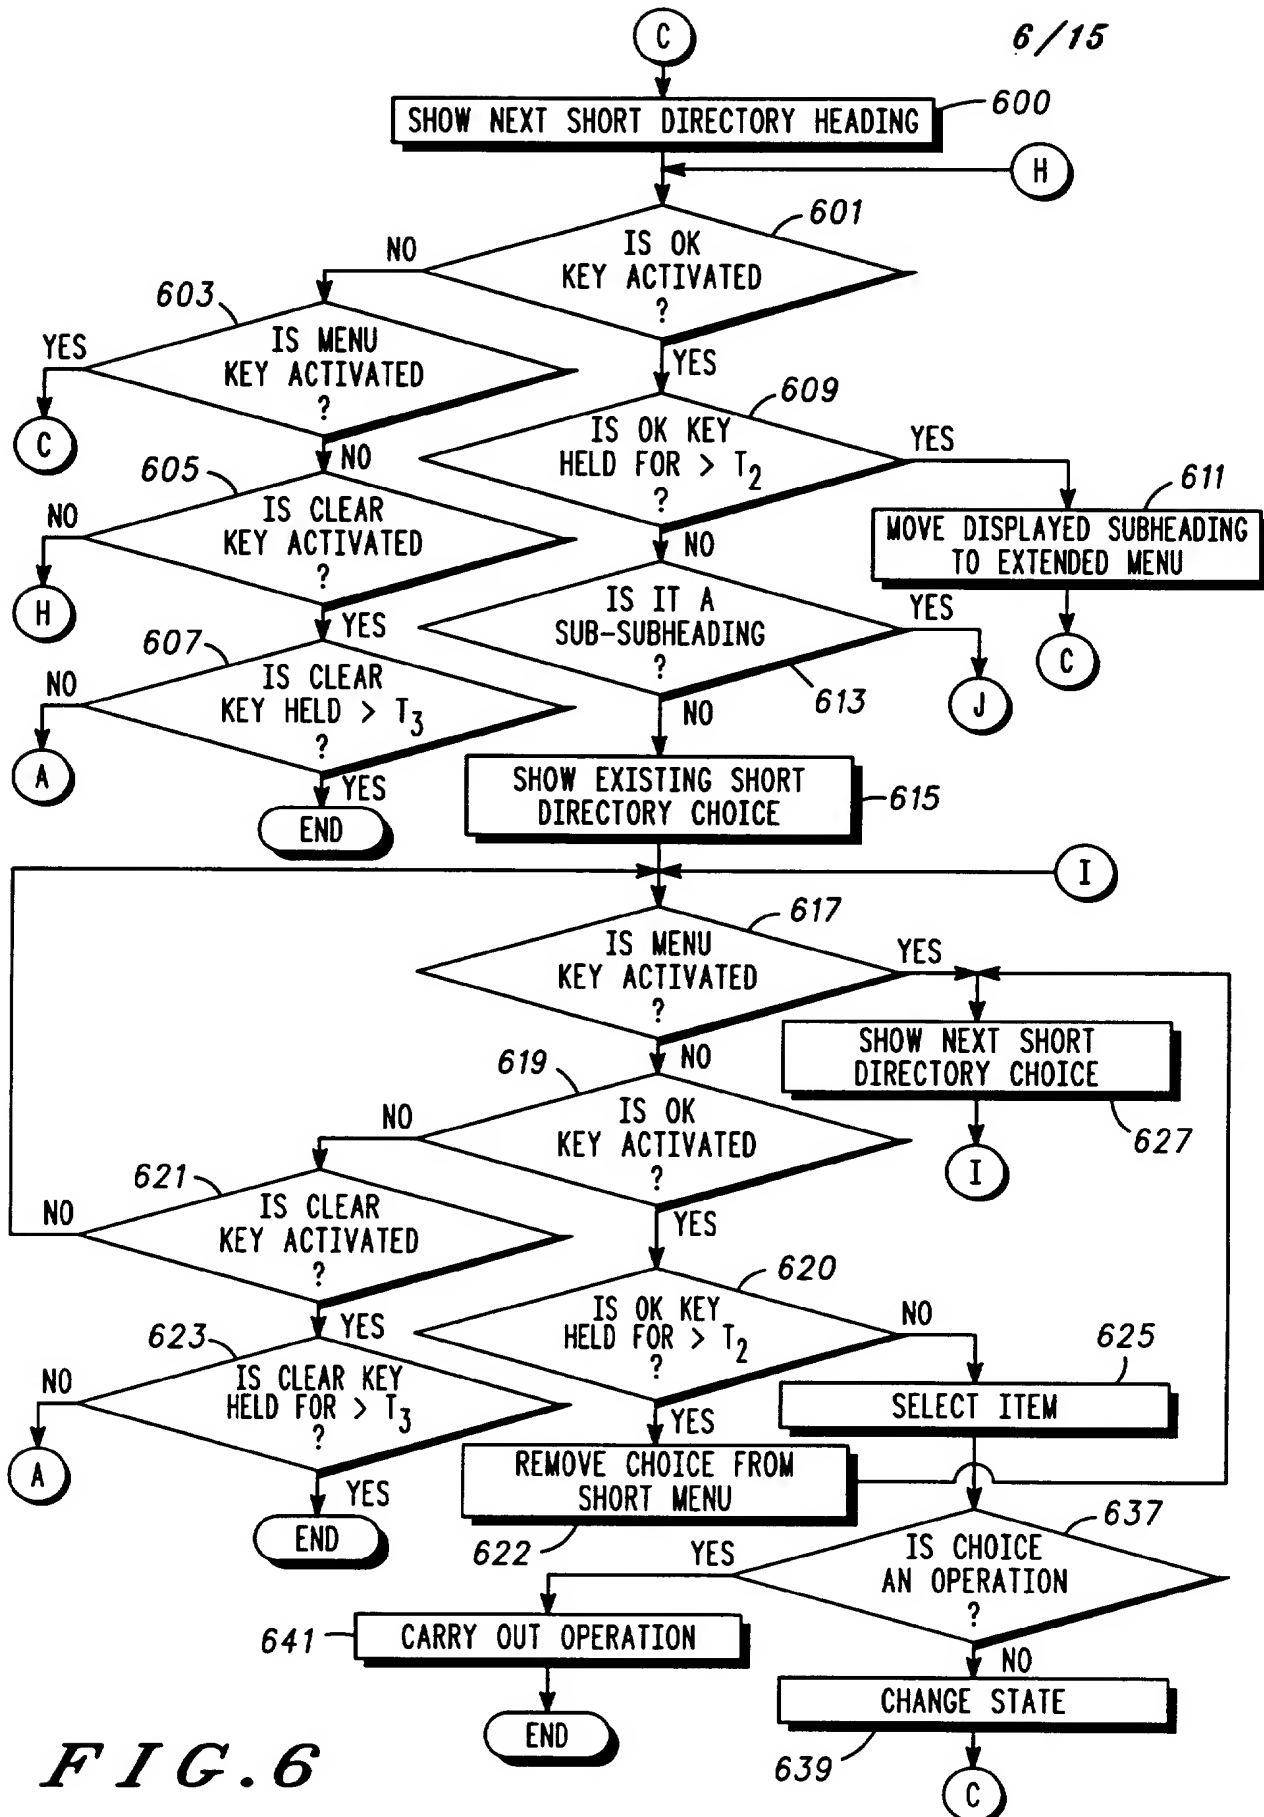 C
6/15
SHOW NEXT SHORT DIRECTORY HEADING
600
H
601
IS OK
KEY ACTIVATED
?
NO
YES
603
IS MENU
KEY ACTIVATED
?
YES
C
NO
609
IS OK KEY
HELD FOR > T2
?
YES
NO
611
MOVE DISPLAYED SUBHEADING
TO EXTENDED MENU
C
605
IS CLEAR
KEY ACTIVATED
?
NO
H
YES
IS IT A
SUB-SUBHEADING
?
613
YES
J
NO
607
IS CLEAR
KEY HELD > T3
?
NO
A
YES
END
SHOW EXISTING SHORT
DIRECTORY CHOICE
615
I
617
IS MENU
KEY ACTIVATED
?
YES
NO
SHOW NEXT SHORT
DIRECTORY CHOICE
627
I
619
IS OK
KEY ACTIVATED
?
NO
YES
621
IS CLEAR
KEY ACTIVATED
?
NO
YES
620
IS OK KEY
HELD FOR > T2
?
NO
YES
625
SELECT ITEM
623
IS CLEAR KEY
HELD FOR > T3
?
NO
A
YES
END
REMOVE CHOICE FROM
SHORT MENU
622
637
IS CHOICE
AN OPERATION
?
YES
NO
641
CARRY OUT OPERATION
END
CHANGE STATE
639
C
FIG.6